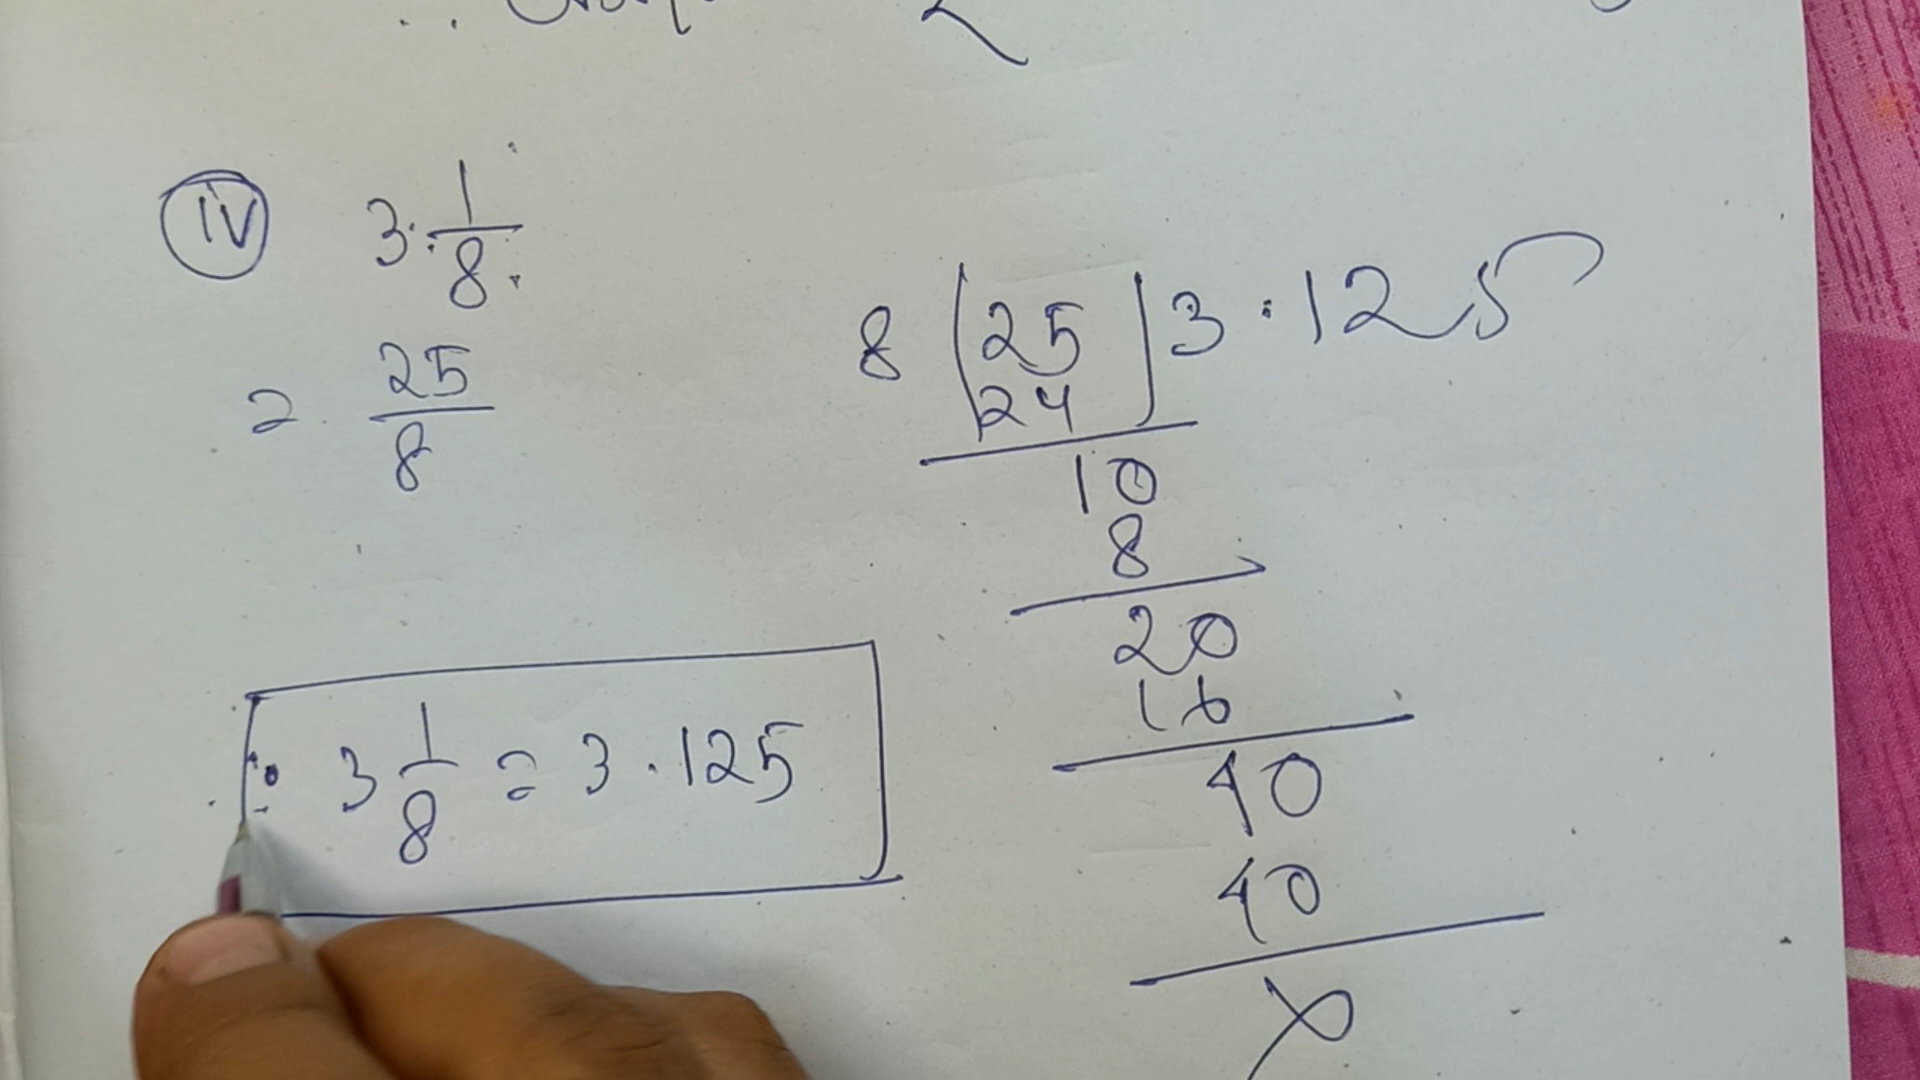 IV 3 1/8
= 25/8
8 ) 25 ( 3.125
24
10
8
20
16
40
40
x
∴ 3 1/8 = 3.125